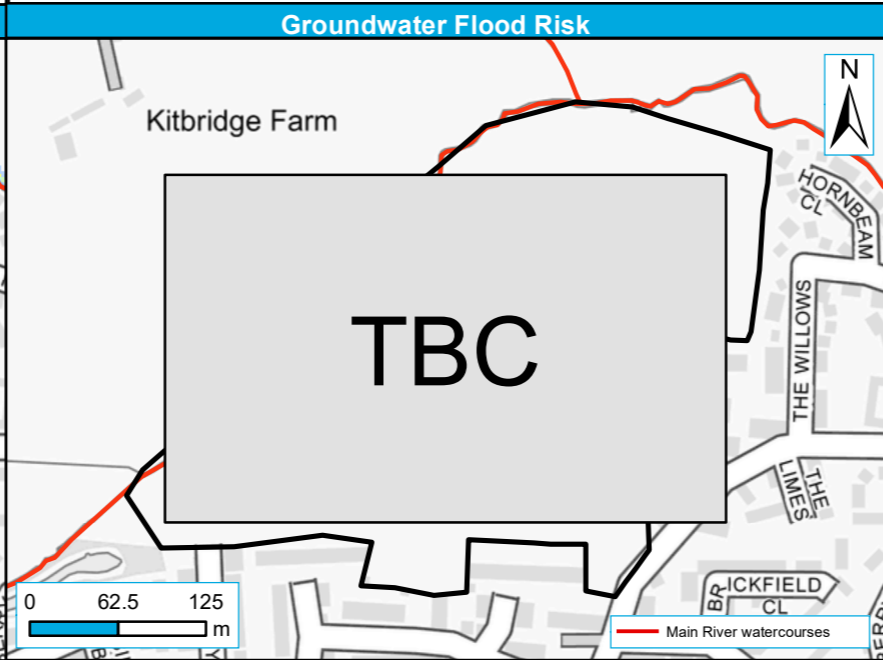 Groundwater Flood Risk
N
Kitbridge Farm
HORNBEAM
CL
TBC
THE WILLOWS
THE
LIMES
BRICKFIELD
CL
0 62.5 125
m
Main River watercourses